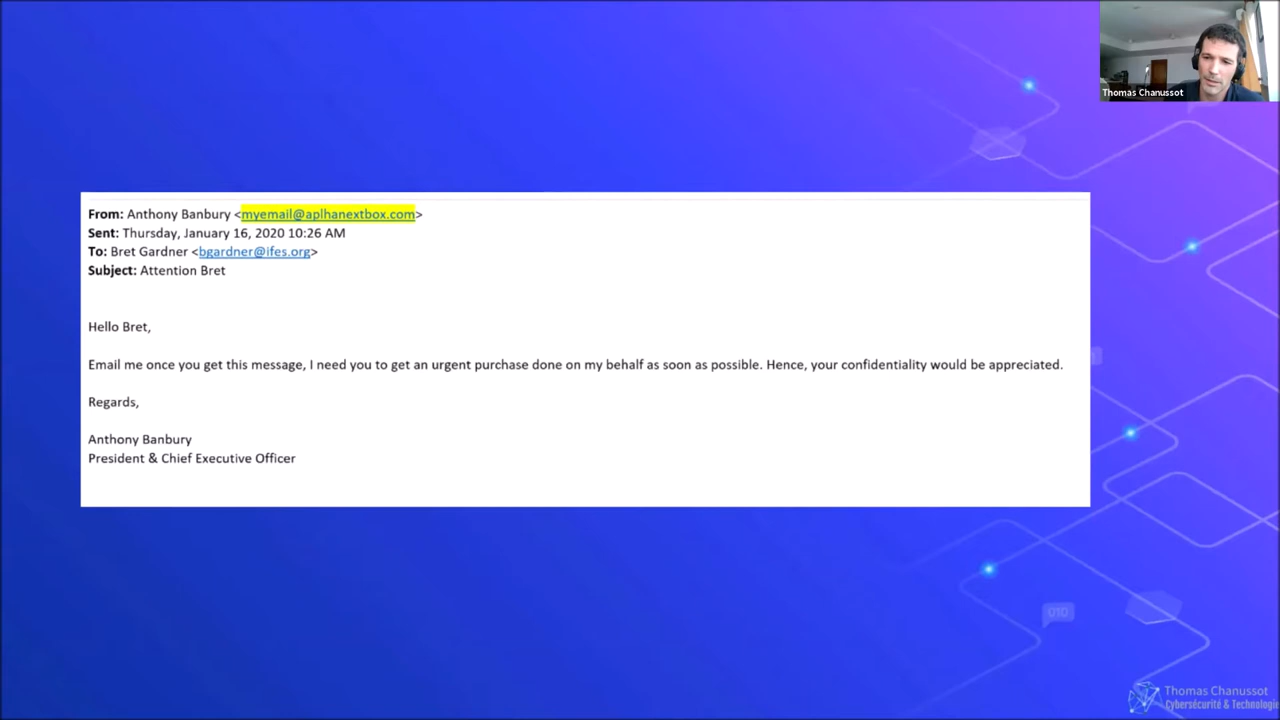 Thomas Chanussot
From: Anthony Banbury <myemail@aplhanextbox.com>
Sent: Thursday, January 16, 2020 10:26 AM
To: Bret Gardner <bgardner@ifes.org>
Subject: Attention Bret
Hello Bret,
Email me once you get this message, I need you to get an urgent purchase done on my behalf as soon as possible. Hence, your confidentiality would be appreciated.
Regards,
Anthony Banbury
President & Chief Executive Officer
010
Thomas Chanussot
Cybersécurité & Technologie